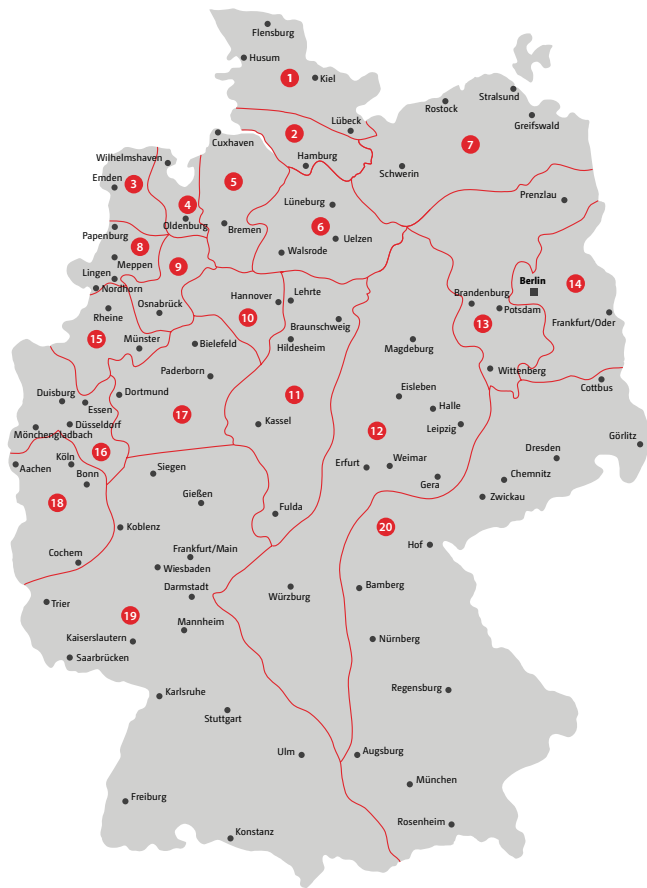 Flensburg
Husum
1
Kiel
Stralsund
Rostock
Greifswald
Lübeck
2
Cuxhaven
7
Wilhelmshaven
Hamburg
Schwerin
Emden
3
5
Prenzlau
4
Lüneburg
Oldenburg
Bremen
6
Papenburg
Uelzen
8
Walsrode
Meppen
9
Lingen
Berlin
14
Nordhorn
Hannover
Lehrte
Brandenburg
Osnabrück
Potsdam
Rheine
10
Braunschweig
13
Frankfurt/Oder
15
Münster
Bielefeld
Hildesheim
Magdeburg
Paderborn
Wittenberg
Cottbus
Duisburg
Dortmund
11
Eisleben
Essen
17
Halle
Düsseldorf
Kassel
12
Leipzig
Mönchengladbach
Görlitz
16
Köln
Dresden
Aachen
Bonn
Siegen
Erfurt
Weimar
Chemnitz
Gera
18
Gießen
Zwickau
Fulda
Koblenz
20
Hof
Cochem
Frankfurt/Main
Wiesbaden
Darmstadt
Würzburg
Bamberg
Trier
19
Mannheim
Kaiserslautern
Nürnberg
Saarbrücken
Karlsruhe
Regensburg
Stuttgart
Ulm
Augsburg
München
Freiburg
Rosenheim
Konstanz